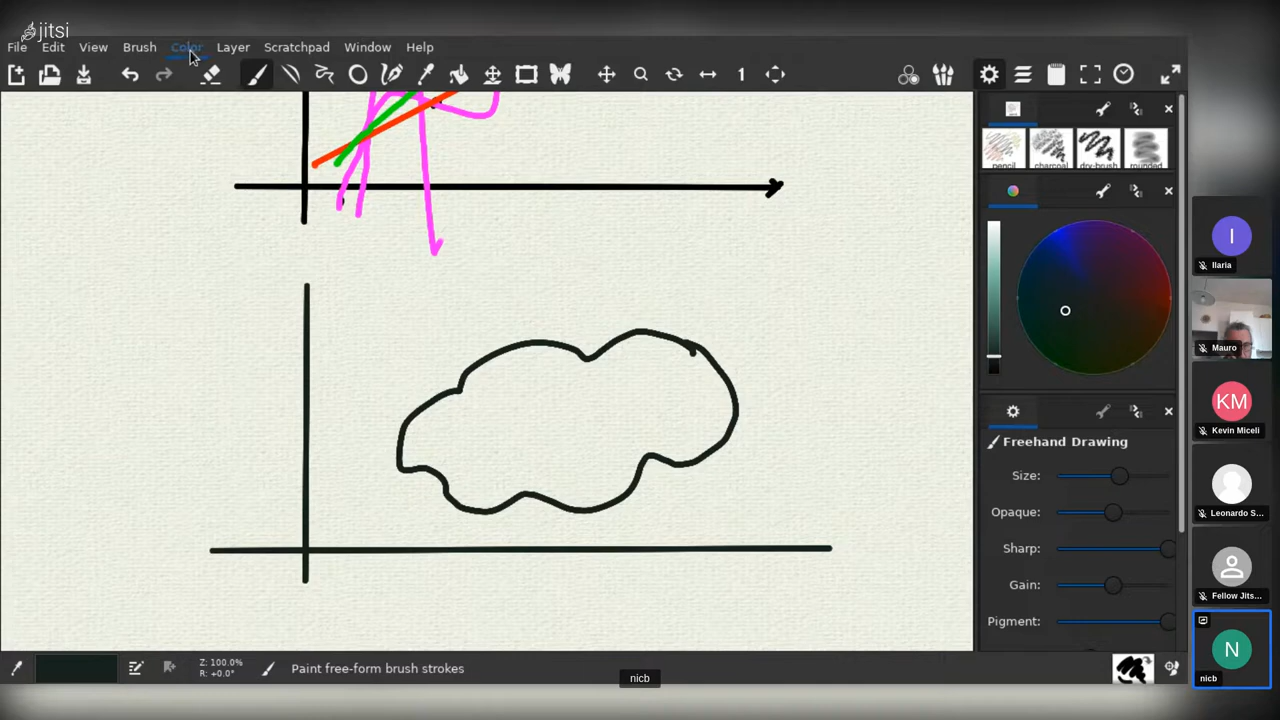 jitsi
File Edit View Brush Color Layer Scratchpad Window Help
1
pencil charcoal dry-brush rounded
Ilaria
Mauro
KM
Kevin Miceli
Freehand Drawing
Size:
Opaque:
Leonardo S...
Sharp:
Gain:
Fellow Jits...
Pigment:
I
N
Z: 100.0%
R: +0.0°
Paint free-form brush strokes
nicb
nicb